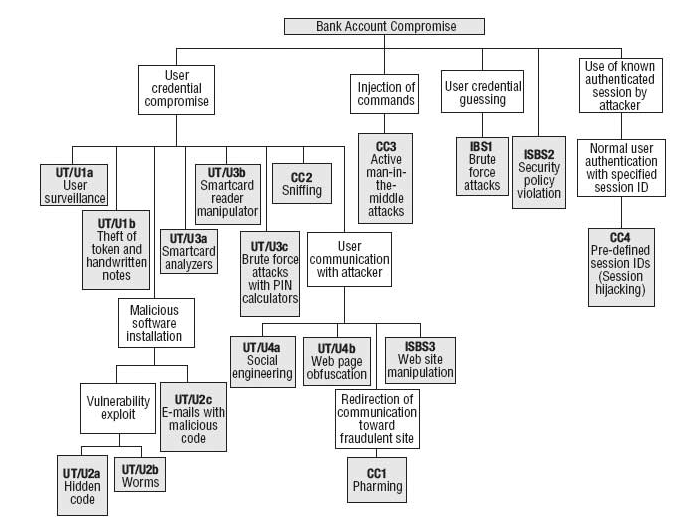 Bank Account Compromise
User
credential
compromise
Injection of
commands
User credential
guessing
Use of known
authenticated
session by
attacker
UT/U1a
User
surveillance
UT/U1b
Theft of
token and
handwritten
notes
UT/U3a
Smartcard
analyzers
UT/U3b
Smartcard
reader
manipulator
CC2
Sniffing
UT/U3c
Brute force
attacks
with PIN
calculators
CC3
Active
man-in-
the-
middle
attacks
IBS1
Brute
force
attacks
ISBS2
Security
policy
violation
Normal user
authentication
with specified
session ID
CC4
Pre-defined
session IDs
(Session
hijacking)
User
communication
with attacker
Malicious
software
installation
UT/U4a
Social
engineering
UT/U4b
Web page
obfuscation
ISBS3
Web site
manipulation
Vulnerability
exploit
UT/U2c
E-mails with
malicious
code
Redirection of
communication
toward
fraudulent site
UT/U2a
Hidden
code
UT/U2b
Worms
CC1
Pharming